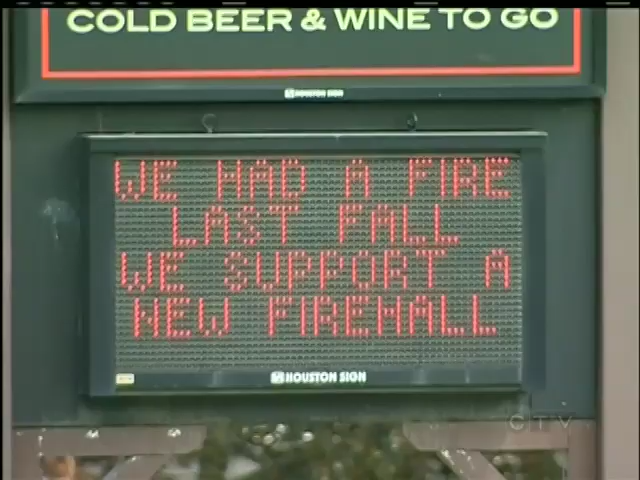 COLD BEER & WINE TO GO
HOUSTON SIGN
WE HAD A FIRE
LAST FALL
WE SUPPORT A
NEW FIREHALL
HOUSTON SIGN
CTV